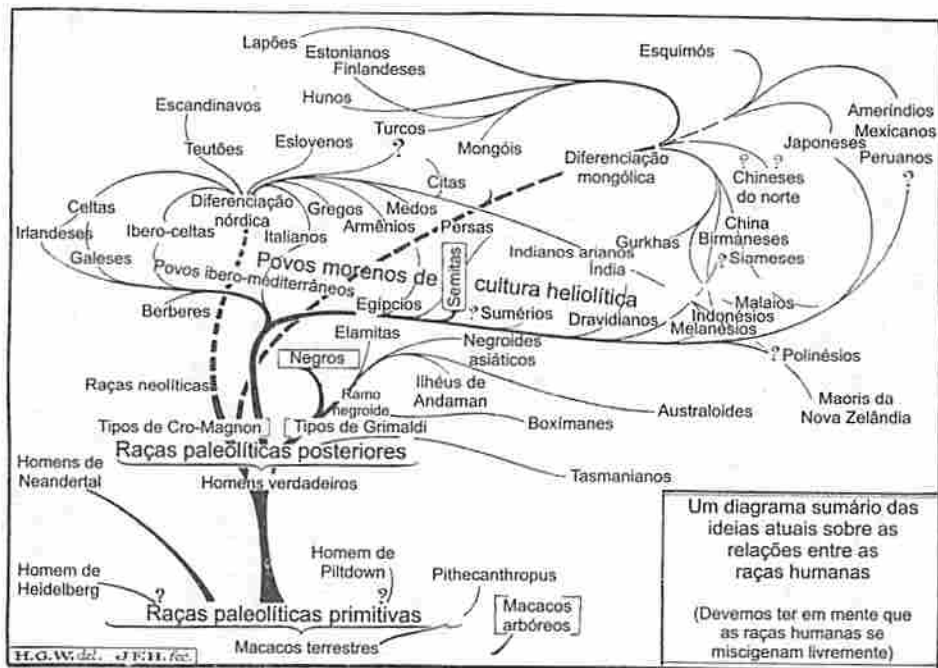 Lapões
Estonianos
Finlandeses
Esquimós
Hunos
Escandinavos
Ameríndios
Mexicanos
Peruanos
?
Turcos
?
Eslovenos
Teutões
Mongóis
Japoneses
Diferenciação
mongólica
? ?
Chineses
do norte
Citas
Celtas
Diferenciação
nórdica
Gregos
Medos
Armênios
Persas
Irlandeses
Ibero-celtas
Italianos
Galeses
Gurkhas
China
Birmaneses
? Siameses
Indianos arianos
Índia
Povos ibero-mediterrâneos
Povos morenos de
cultura heliolítica
Semitas
Egípcios
Berberes
? Sumérios
Dravidianos
Malaios
Indonésios
Melanésios
Elamitas
Negroides
asiáticos
? Polinésios
Negros
Raças neolíticas
Ramo
negroide
Ilhéus de
Andaman
Australoides
Maoris da
Nova Zelândia
Tipos de Cro-Magnon
Tipos de Grimaldi
Boxímanes
Raças paleolíticas posteriores
Homens de
Neandertal
Homens verdadeiros
Tasmanianos
Homem de
Heidelberg
?
Homem de
Piltdown
?
Pithecanthropus
Raças paleolíticas primitivas
Macacos terrestres
[Macacos
arbóreos]
Um diagrama sumário das
ideias atuais sobre as
relações entre as
raças humanas
(Devemos ter em mente que
as raças humanas se
miscigenam livremente)
H.G.W. del. J.F.H. fec.